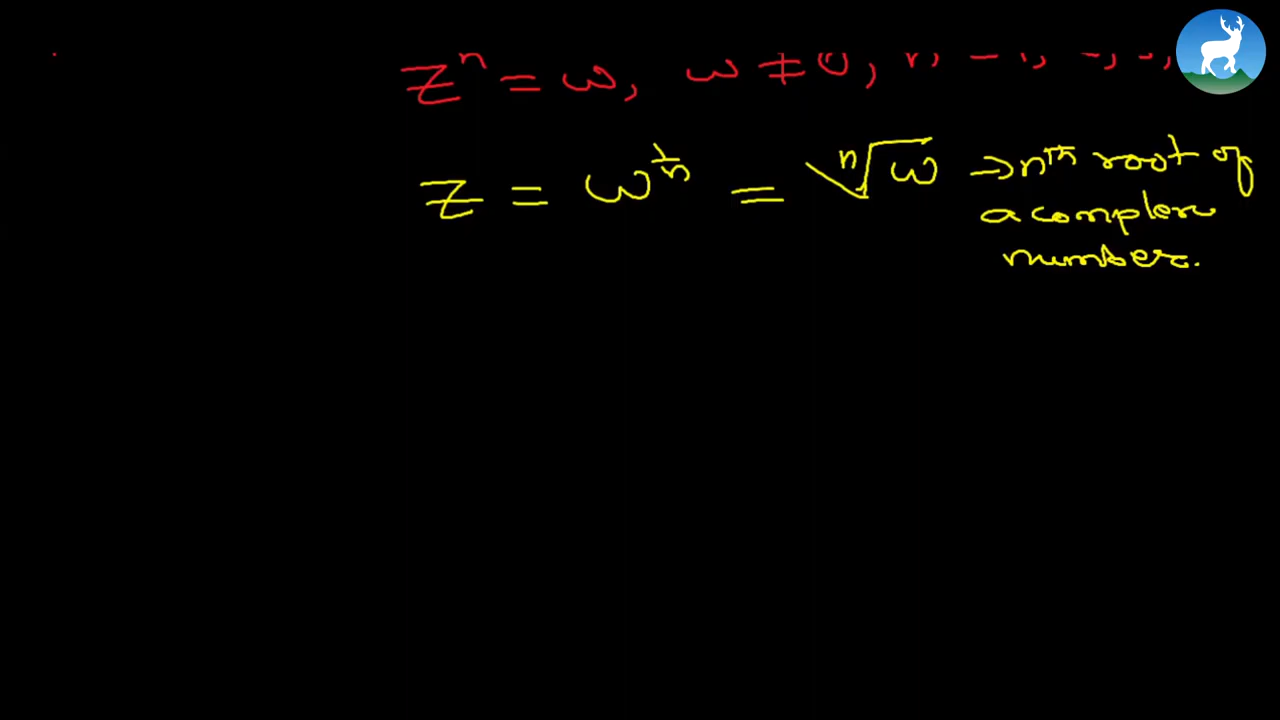 zⁿ = ω, ω ≠ 0, n
z = ω^(1/n) = ⁿ√ω → nth root of
a complex
number.